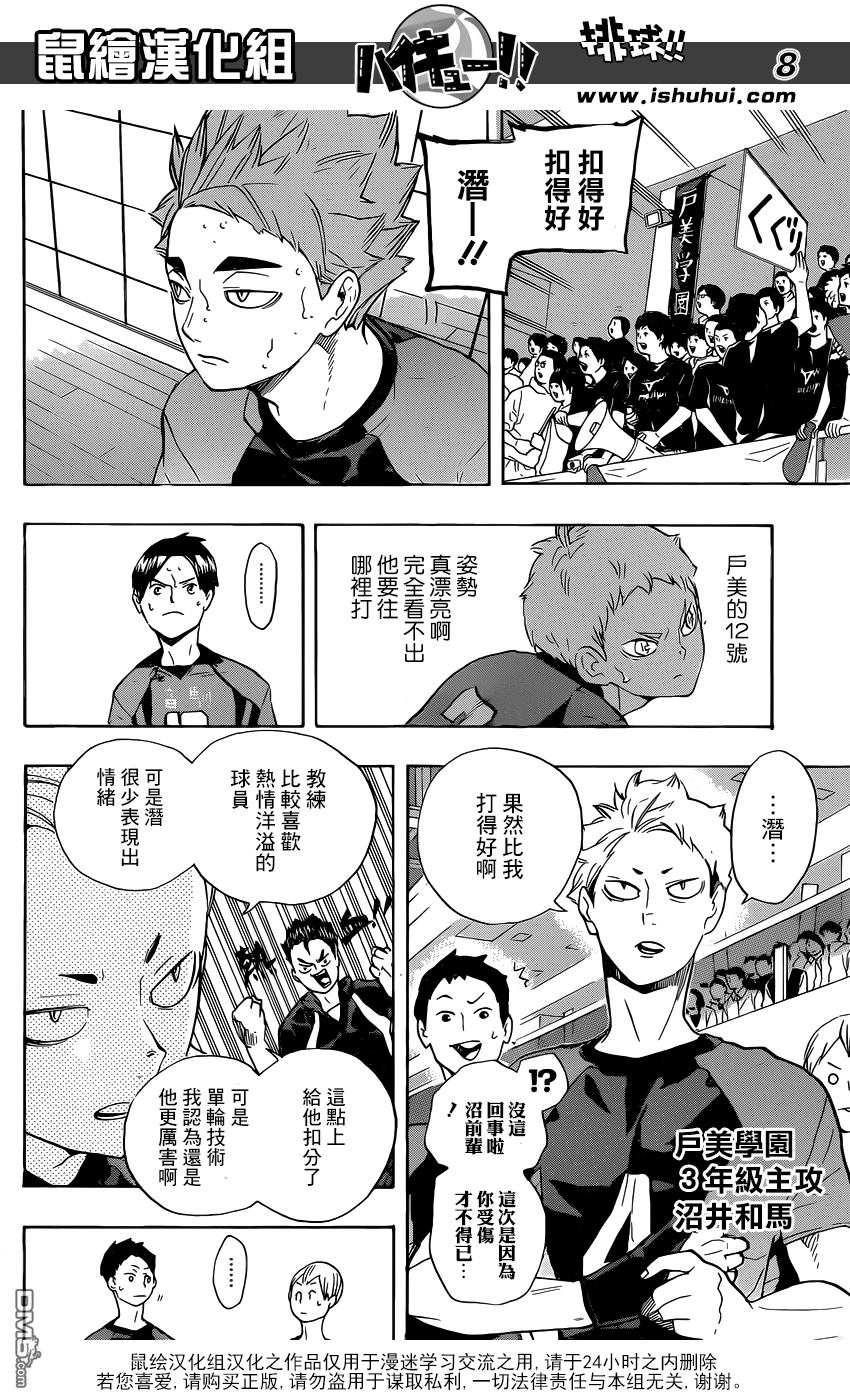 鼠繪漢化組
ハイキュー!!
排球!!
8
www.ishuhui.com
くぐり
戶美学園
扣得好
扣得好
潛—!!
戶美的12號
姿勢
真漂亮啊
完全看不出
他要往
哪裡打
……
…潛…
果然比我
打得好啊
!?
沒這
回事啦
沼前輩
!
這次是因為
你受傷
才不得已…
戶美學園
3年級主攻
沼井和馬
教練
比較喜歡
熱情洋溢的
球員
可是潛
很少表現出
情緒
這點上
給他扣分了
可是
單輪技術
我認為還是
他更厲害啊
……
鼠绘汉化组汉化之作品仅用于漫迷学习交流之用, 请于24小时之内删除
若您喜爱, 请购买正版, 请勿用于谋取私利, 一切法律责任与本组无关, 谢谢。
DM5.com